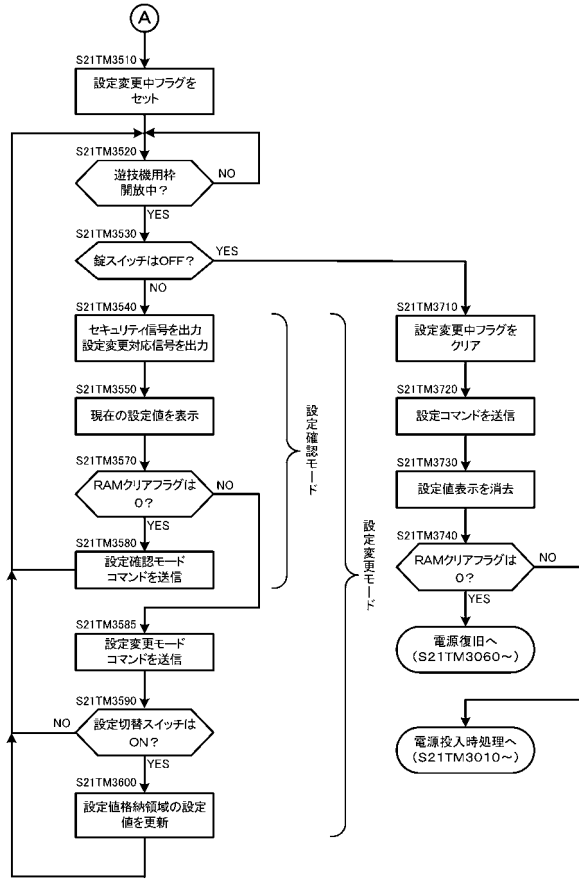 A
S21TM3510
設定変更中フラグを
セット
S21TM3520
遊技機用枠
開放中？
NO
YES
S21TM3530
錠スイッチはOFF？
YES
NO
S21TM3540
セキュリティ信号を出力
設定変更対応信号を出力
S21TM3550
現在の設定値を表示
S21TM3570
RAMクリアフラグは
0？
NO
YES
S21TM3580
設定確認モード
コマンドを送信
設定確認モード
S21TM3585
設定変更モード
コマンドを送信
S21TM3590
設定切替スイッチは
ON？
NO
YES
S21TM3600
設定値格納領域の設定
値を更新
設定変更モード
S21TM3710
設定変更中フラグを
クリア
S21TM3720
設定コマンドを送信
S21TM3730
設定値表示を消去
S21TM3740
RAMクリアフラグは
0？
NO
YES
電源復旧へ
（S21TM3060～）
電源投入時処理へ
（S21TM3010～）